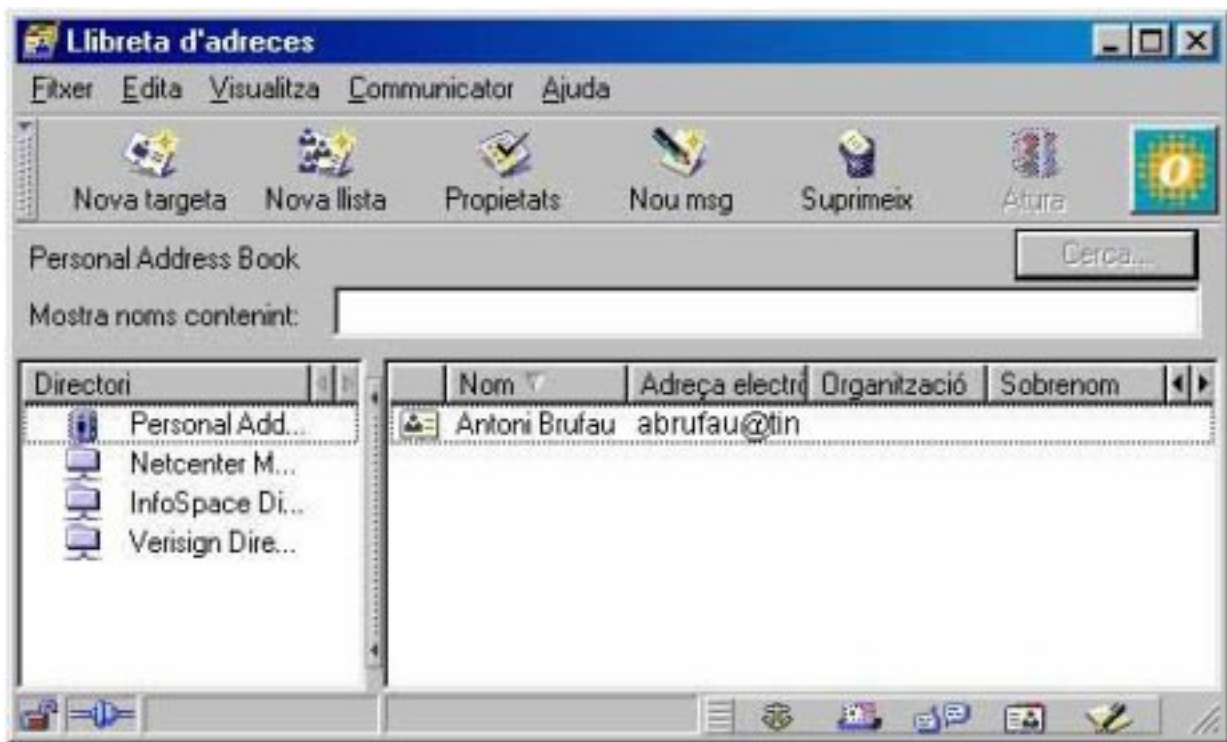 Llibreta d'adreces
Fitxer Edita Visualitza Communicator Ajuda
Nova targeta Nova llista Propietats Nou msg Suprimeix Atura
Personal Address Book Cerca...
Mostra noms contenint:
Directori Nom Adreça electrò Organització Sobrenom
Personal Add... Antoni Brufau abrufau@tin
Netcenter M...
InfoSpace Di...
Verisign Dire...